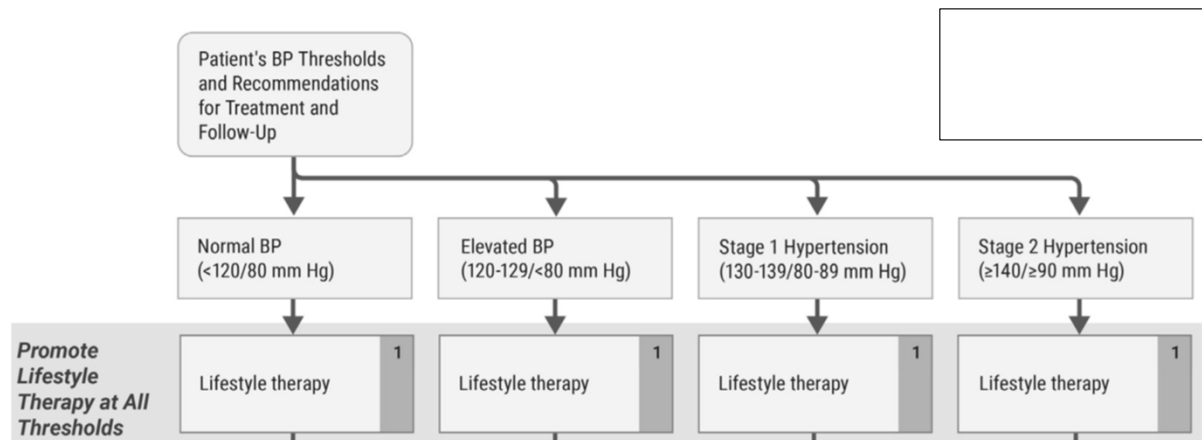 Patient's BP Thresholds
and Recommendations
for Treatment and
Follow-Up
Normal BP
(<120/80 mm Hg)
Elevated BP
(120-129/<80 mm Hg)
Stage 1 Hypertension
(130-139/80-89 mm Hg)
Stage 2 Hypertension
(≥140/≥90 mm Hg)
Promote
Lifestyle
Therapy at All
Thresholds
Lifestyle therapy
1
Lifestyle therapy
1
Lifestyle therapy
1
Lifestyle therapy
1